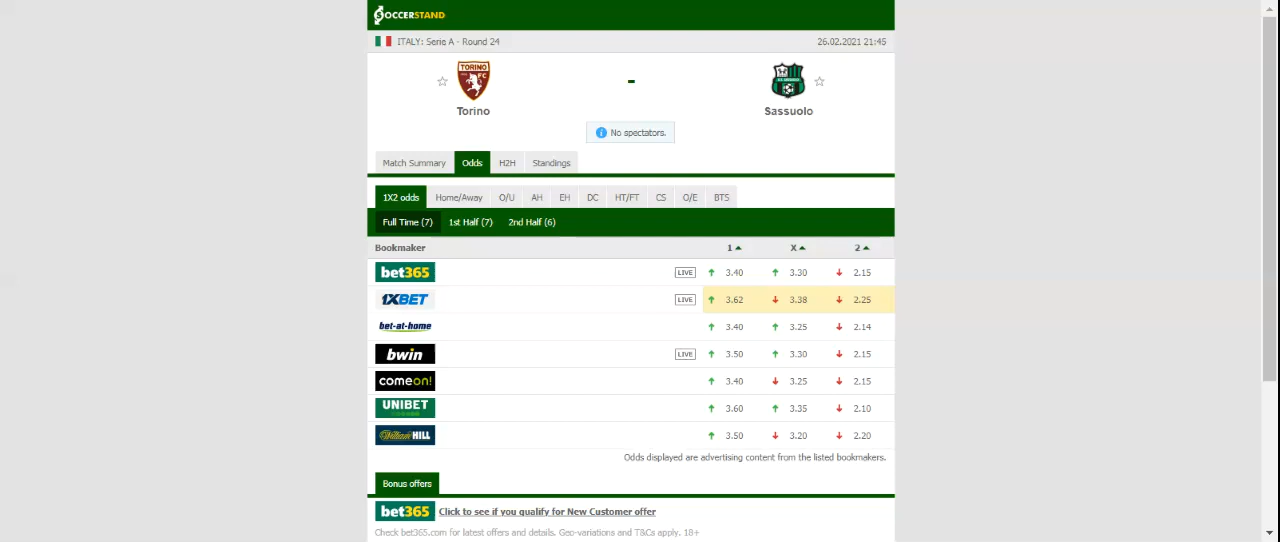 SOCCERSTAND
ITALY: Serie A - Round 24 26.02.2021 21:45
TORINO FC
-
Torino Sassuolo
No spectators.
Match Summary Odds H2H Standings
1X2 odds Home/Away O/U AH EH DC HT/FT CS O/E BTS
Full Time (7) 1st Half (7) 2nd Half (6)
Bookmaker 1 X 2
bet365 LIVE 3.40 3.30 2.15
1XBET LIVE 3.62 3.38 2.25
bet-at-home 3.40 3.25 2.14
bwin LIVE 3.50 3.30 2.15
comeon! 3.40 3.25 2.15
UNIBET 3.60 3.35 2.10
William HILL 3.50 3.20 2.20
Odds displayed are advertising content from the listed bookmakers.
Bonus offers
bet365 Click to see if you qualify for New Customer offer
Check bet365.com for latest offers and details. Geo-variations and T&Cs apply. 18+